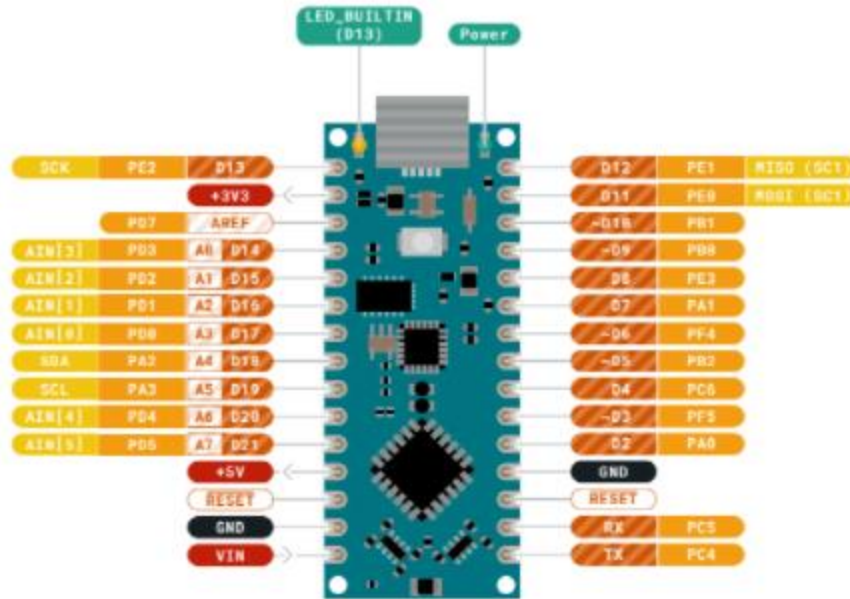 LED_BUILTIN
(D13)
Power
SCK PE2 D13
D12 PE1 MISO (SC1)
+3V3
D11 PE0 MOSI (SC1)
PD7 AREF
~D10 PB1
AIN[3] PD3 A0 D14
~D9 PB0
AIN[2] PD2 A1 D15
D8 PE3
AIN[1] PD1 A2 D16
D7 PA1
AIN[0] PD0 A3 D17
~D6 PF4
SDA PA2 A4 D18
~D5 PB2
SCL PA3 A5 D19
D4 PC6
AIN[4] PD4 A6 D20
~D3 PF5
AIN[5] PD5 A7 D21
D2 PA0
+5V
GND
RESET
RESET
GND
RX PC5
VIN
TX PC4